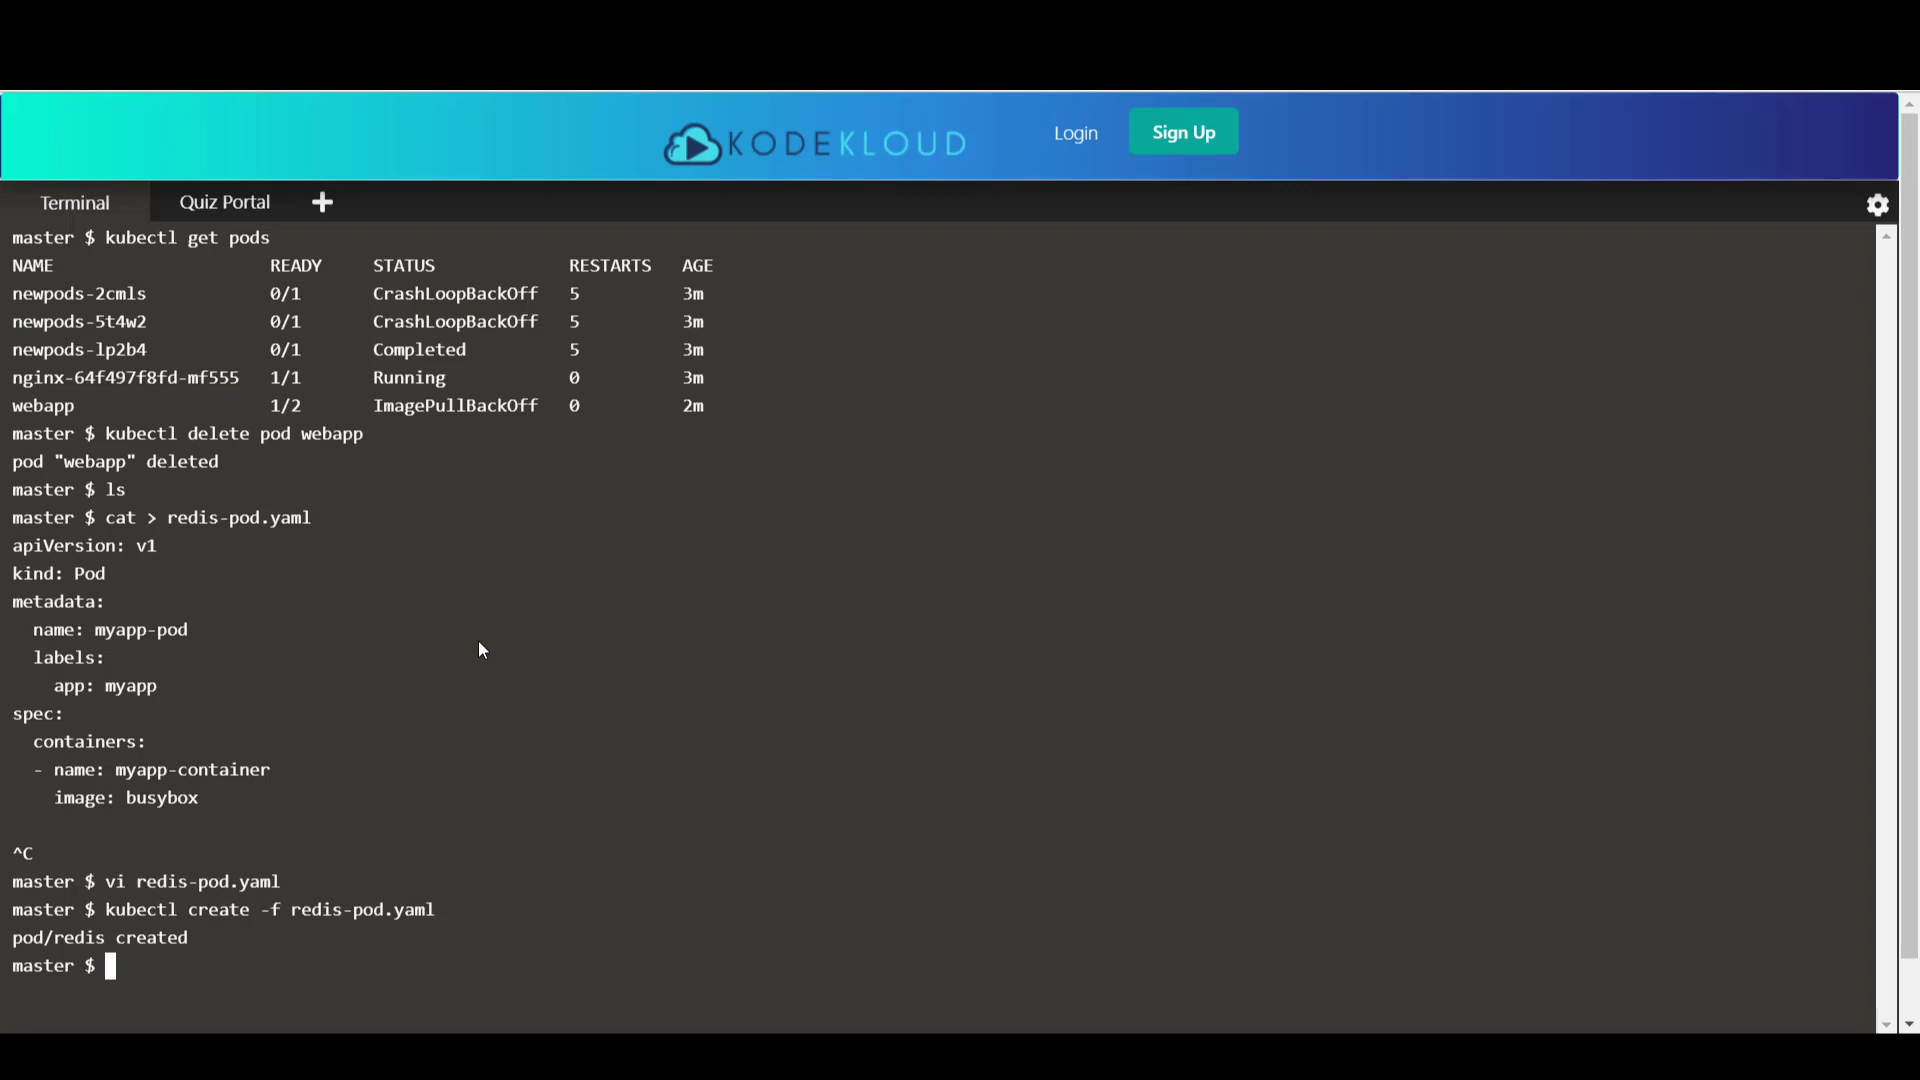 KODEKLOUD
Login
Sign Up
Terminal
Quiz Portal
master $ kubectl get pods
NAME                     READY     STATUS             RESTARTS   AGE
newpods-2cmls            0/1       CrashLoopBackOff   5          3m
newpods-5t4w2            0/1       CrashLoopBackOff   5          3m
newpods-lp2b4            0/1       Completed          5          3m
nginx-64f497f8fd-mf555   1/1       Running            0          3m
webapp                   1/2       ImagePullBackOff   0          2m
master $ kubectl delete pod webapp
pod "webapp" deleted
master $ ls
master $ cat > redis-pod.yaml
apiVersion: v1
kind: Pod
metadata:
  name: myapp-pod
  labels:
    app: myapp
spec:
  containers:
  - name: myapp-container
    image: busybox
^C
master $ vi redis-pod.yaml
master $ kubectl create -f redis-pod.yaml
pod/redis created
master $